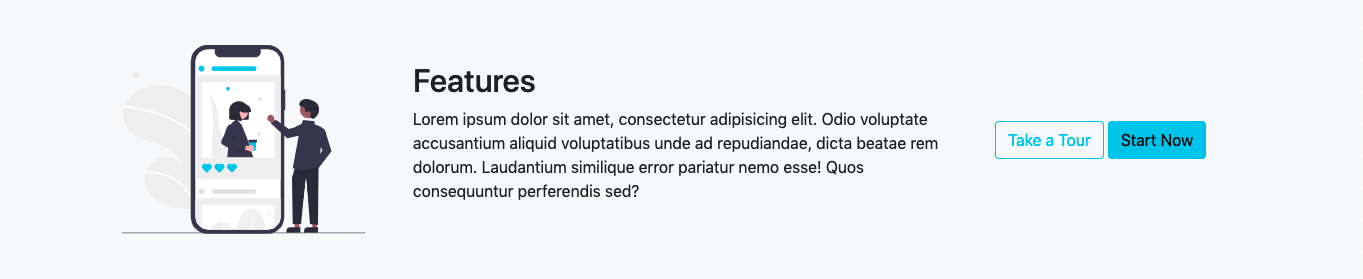 Features
Lorem ipsum dolor sit amet, consectetur adipisicing elit. Odio voluptate
accusantium aliquid voluptatibus unde ad repudiandae, dicta beatae rem
dolorum. Laudantium similique error pariatur nemo esse! Quos
consequuntur perferendis sed?
Take a Tour
Start Now